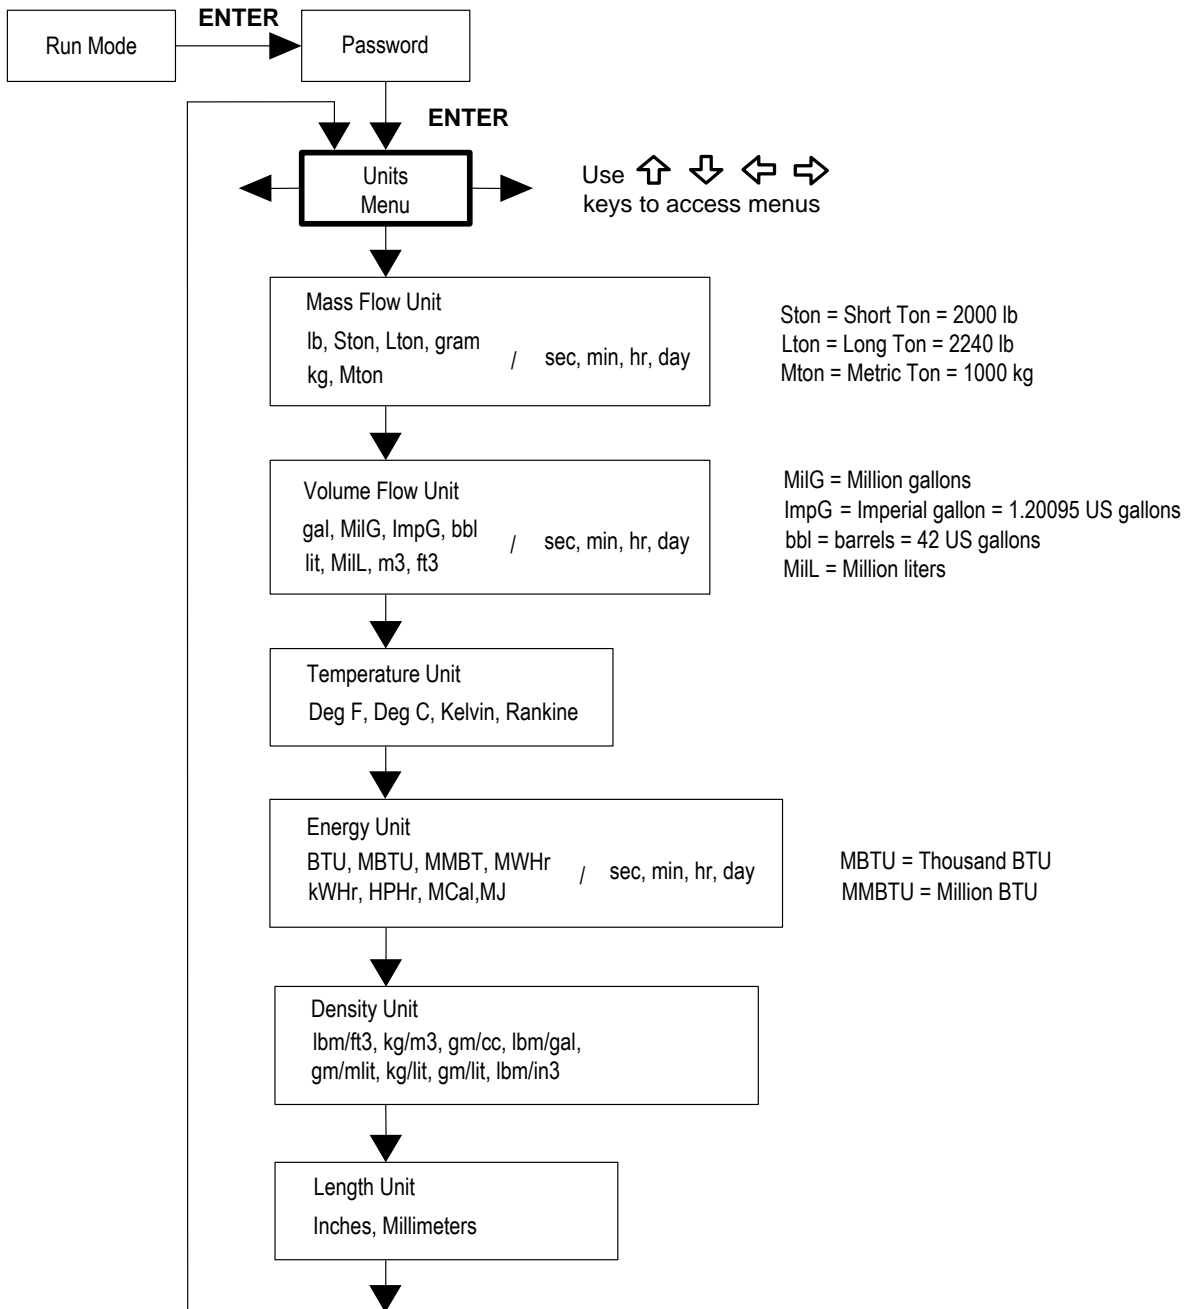 ENTER
Run Mode
Password
ENTER
Units
Menu
Use
keys to access menus
Mass Flow Unit
lb, Ston, Lton, gram
kg, Mton
/ sec, min, hr, day
Ston = Short Ton = 2000 lb
Lton = Long Ton = 2240 lb
Mton = Metric Ton = 1000 kg
Volume Flow Unit
gal, MilG, ImpG, bbl
lit, MilL, m3, ft3
/ sec, min, hr, day
MilG = Million gallons
ImpG = Imperial gallon = 1.20095 US gallons
bbl = barrels = 42 US gallons
MilL = Million liters
Temperature Unit
Deg F, Deg C, Kelvin, Rankine
Energy Unit
BTU, MBTU, MMBT, MWHr
kWHr, HPHr, MCal,MJ
/ sec, min, hr, day
MBTU = Thousand BTU
MMBTU = Million BTU
Density Unit
lbm/ft3, kg/m3, gm/cc, lbm/gal,
gm/mlit, kg/lit, gm/lit, lbm/in3
Length Unit
Inches, Millimeters